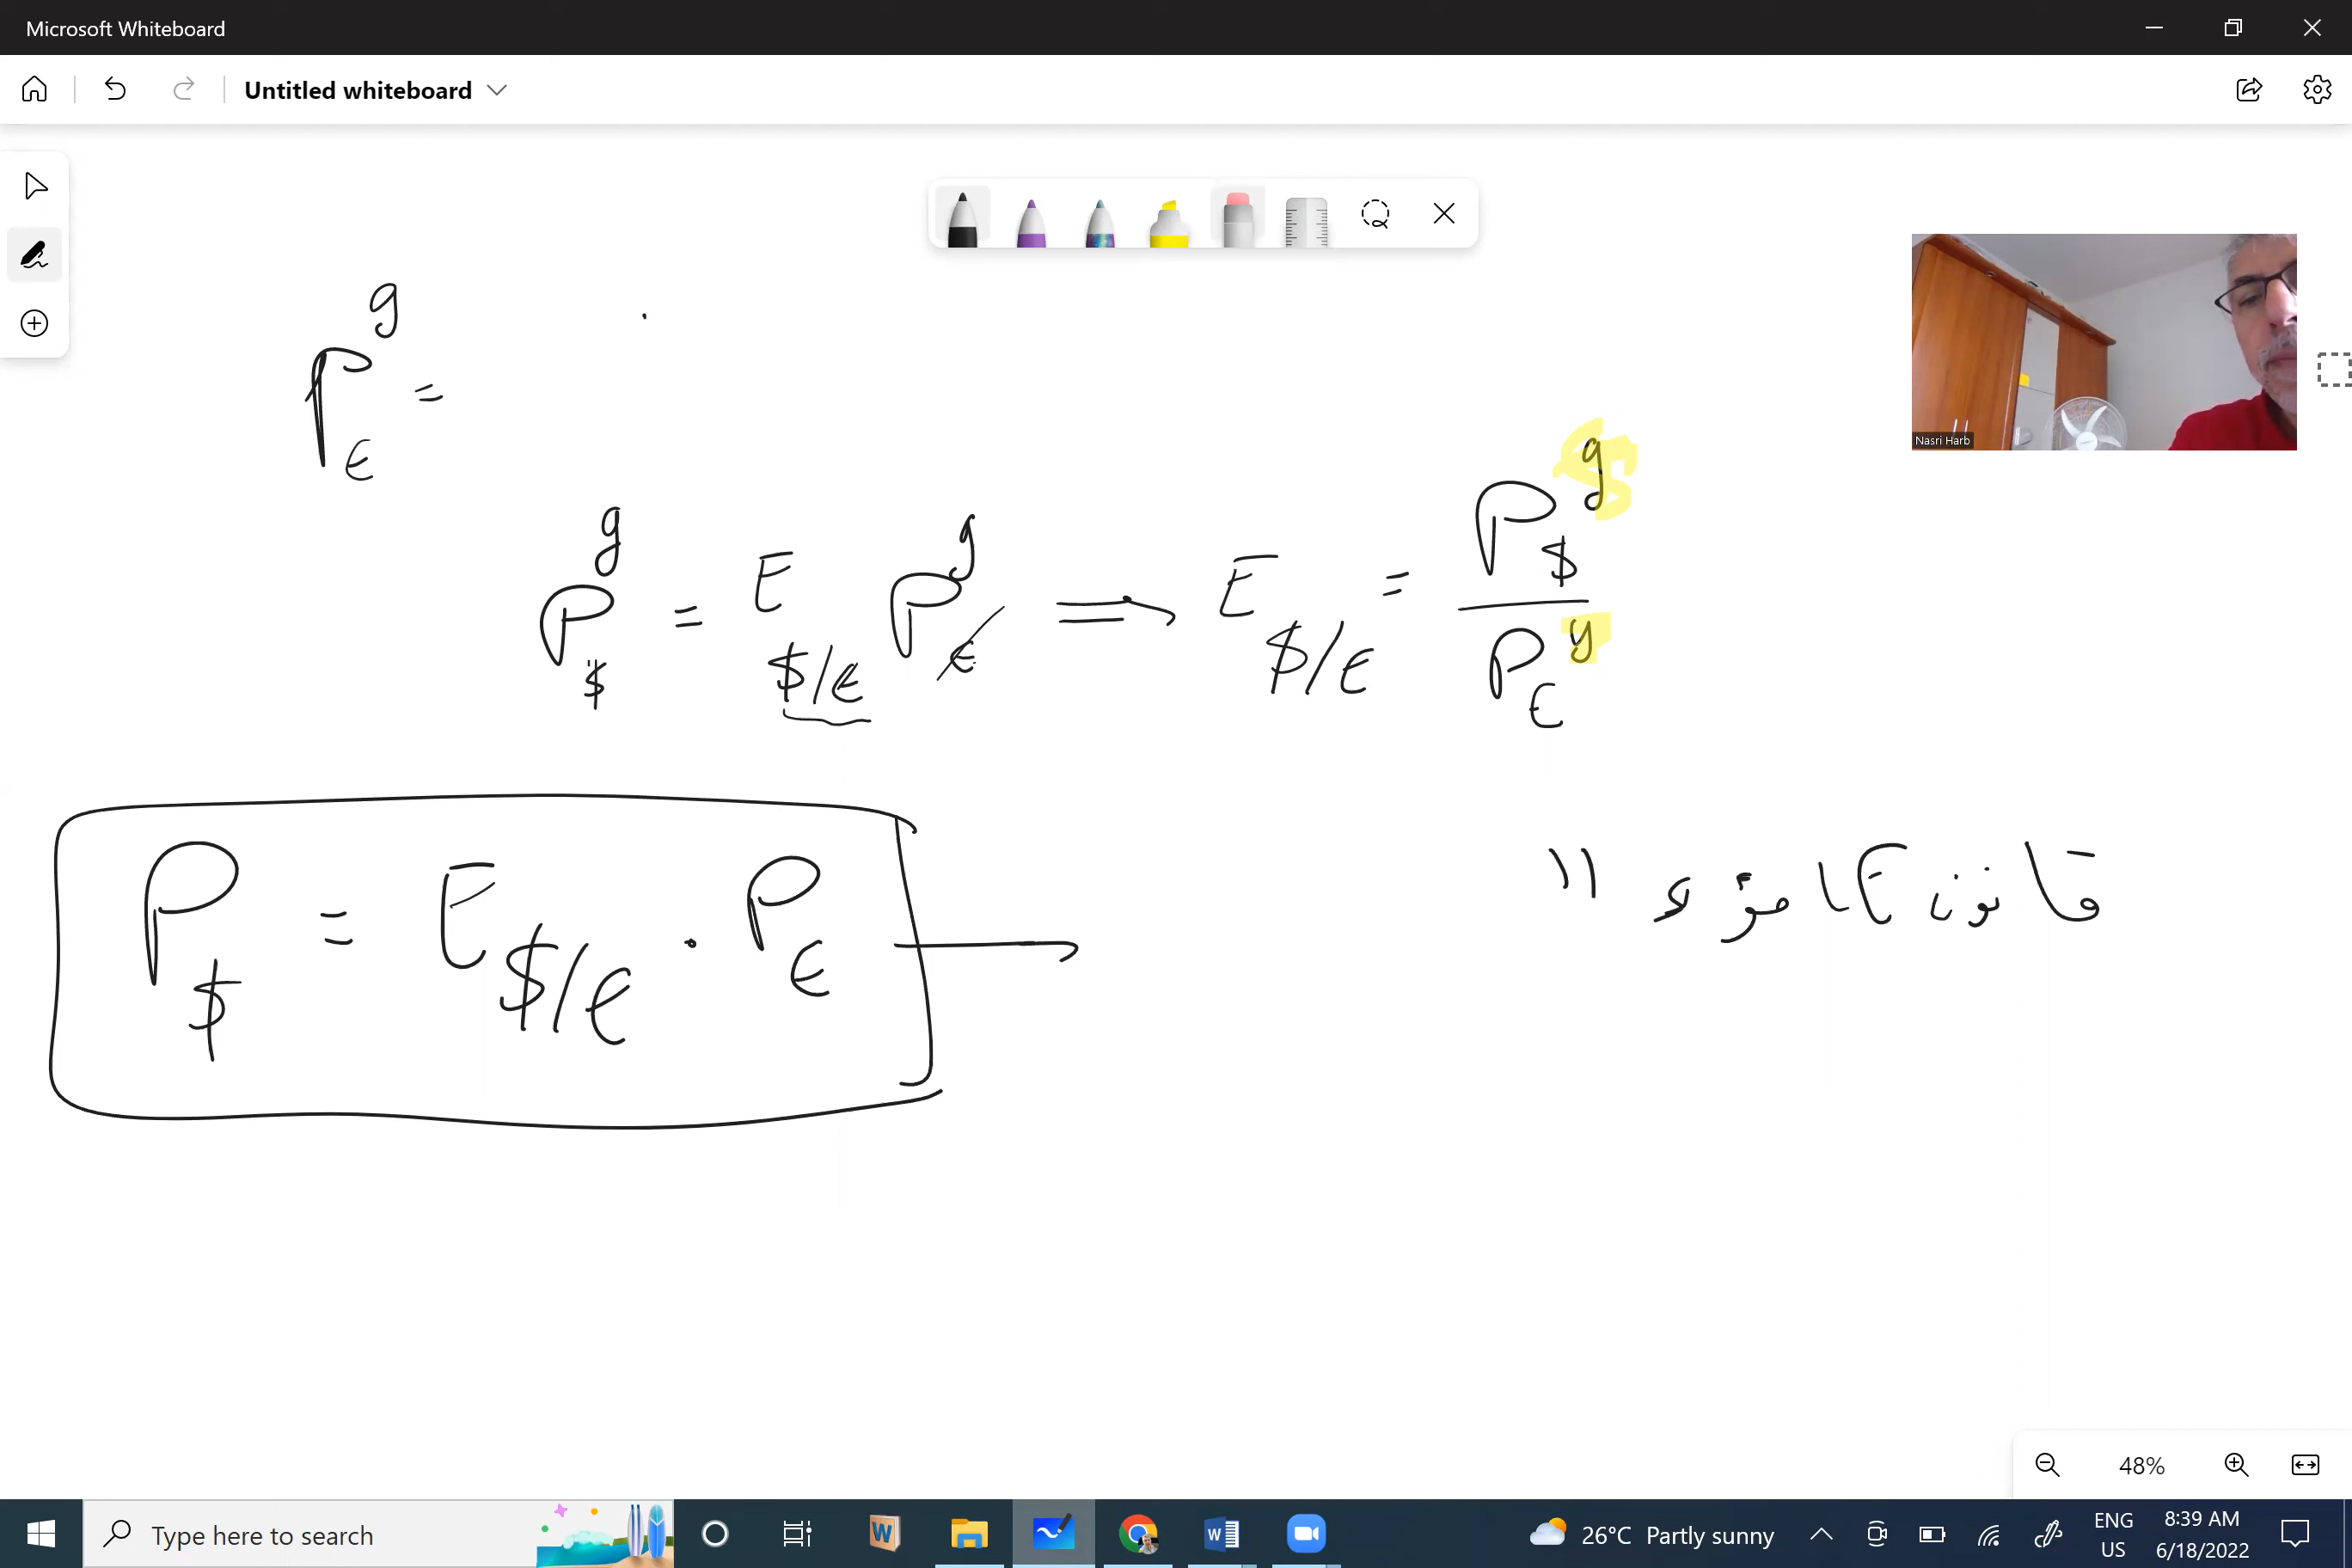 Microsoft Whiteboard
Untitled whiteboard
P^g_€ =
Nasri Harb
P^g_$ = E_$/€ P^g_€ ⟹ E_$/€ = P^g_$ / P^g_€
P_$ = E_$/€ · P_€
قانون
48%
Type here to search
26°C Partly sunny
ENG
US
8:39 AM
6/18/2022